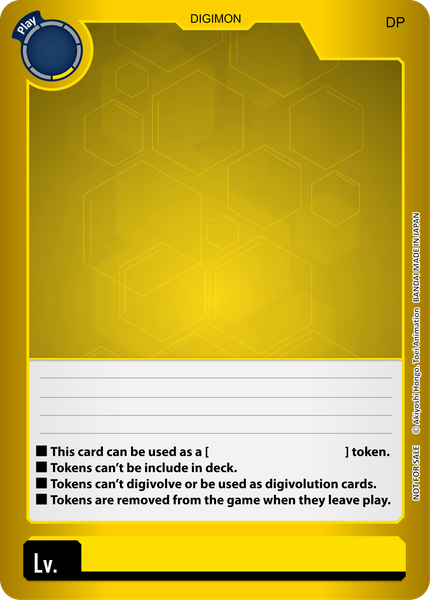 Play
DIGIMON
DP
■ This card can be used as a [ ] token.
■ Tokens can't be include in deck.
■ Tokens can't digivolve or be used as digivolution cards.
■ Tokens are removed from the game when they leave play.
NOT FOR SALE © Akiyoshi Hongo, Toei Animation BANDAI MADE IN JAPAN
Lv.